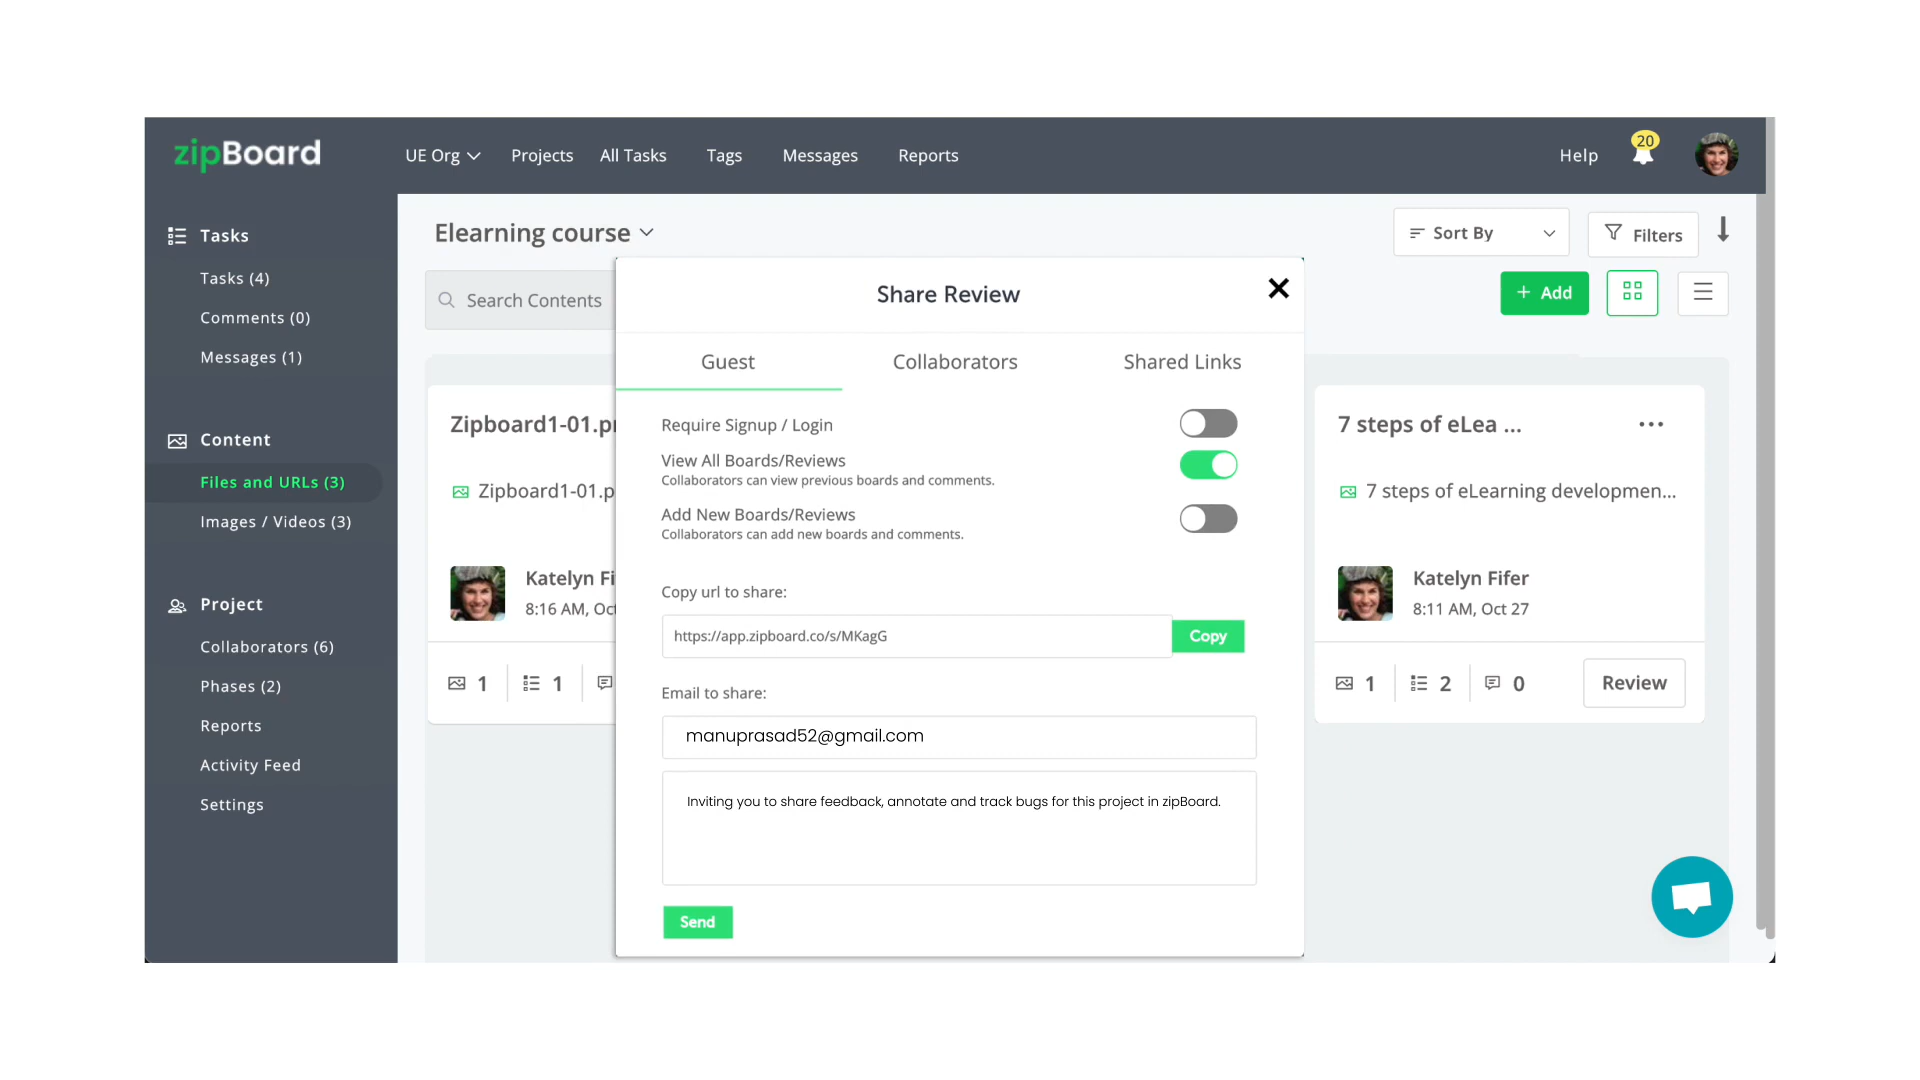 zipBoard
UE Org
Projects
All Tasks
Tags
Messages
Reports
Help
20
Tasks
Tasks (4)
Comments (0)
Messages (1)
Content
Files and URLs (3)
Images / Videos (3)
Project
Collaborators (6)
Phases (2)
Reports
Activity Feed
Settings
Elearning course
Sort By
Filters
Search Contents
+ Add
Zipboard1-01.p
Zipboard1-01.p
Katelyn Fi
8:16 AM, Oct
1
1
Share Review
Guest
Collaborators
Shared Links
Require Signup / Login
View All Boards/Reviews
Collaborators can view previous boards and comments.
Add New Boards/Reviews
Collaborators can add new boards and comments.
Copy url to share:
https://app.zipboard.co/s/MKagG
Copy
Email to share:
manuprasad52@gmail.com
Inviting you to share feedback, annotate and track bugs for this project in zipBoard.
Send
7 steps of eLea ...
7 steps of eLearning developmen...
Katelyn Fifer
8:11 AM, Oct 27
1
2
0
Review